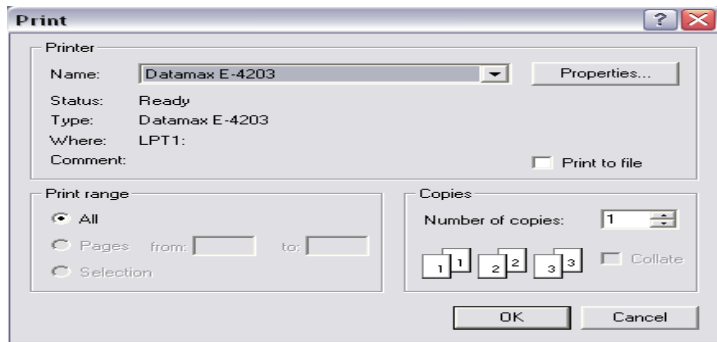 Print
Printer
Name: Datamax E-4203 Properties...
Status: Ready
Type: Datamax E-4203
Where: LPT1:
Comment: Print to file
Print range
All
Pages from: to:
Selection
Copies
Number of copies: 1
1 1 2 2 3 3 Collate
OK Cancel